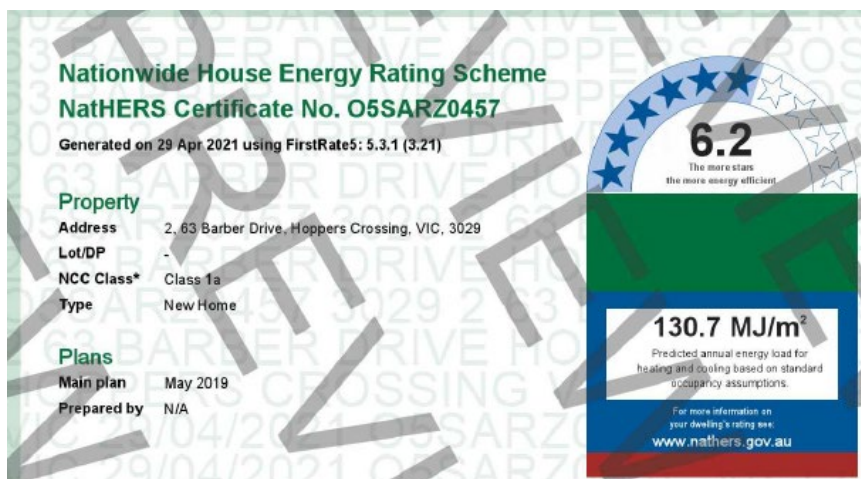 Nationwide House Energy Rating Scheme
NatHERS Certificate No. O5SARZ0457
Generated on 29 Apr 2021 using FirstRate5: 5.3.1 (3.21)
Property
Address 2, 63 Barber Drive, Hoppers Crossing, VIC, 3029
Lot/DP -
NCC Class* Class 1a
Type New Home
Plans
Main plan May 2019
Prepared by N/A
6.2
The more stars
the more energy efficient
130.7 MJ/m²
Predicted annual energy load for
heating and cooling based on standard
occupancy assumptions.
For more information on
your dwelling's rating see:
www.nathers.gov.au
PREVIEW